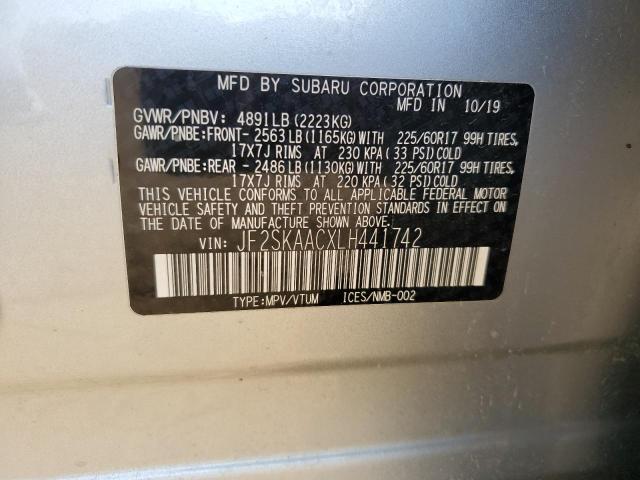 MFD BY SUBARU CORPORATION
MFD IN 10/19
GVWR/PNBV: 4891LB (2223KG)
GAWR/PNBE: FRONT- 2563LB (1165KG) WITH 225/60R17 99H TIRES,
17X7J RIMS AT 230 KPA (33 PSI) COLD
GAWR/PNBE: REAR - 2486LB (1130KG) WITH 225/60R17 99H TIRES,
17X7J RIMS AT 220 KPA (32 PSI) COLD
THIS VEHICLE CONFORMS TO ALL APPLICABLE FEDERAL MOTOR
VEHICLE SAFETY AND THEFT PREVENTION STANDARDS IN EFFECT ON
THE DATE OF MANUFACTURE SHOWN ABOVE.
VIN: JF2SKAACXLH441742
TYPE:MPV/VTUM ICES/NMB-002